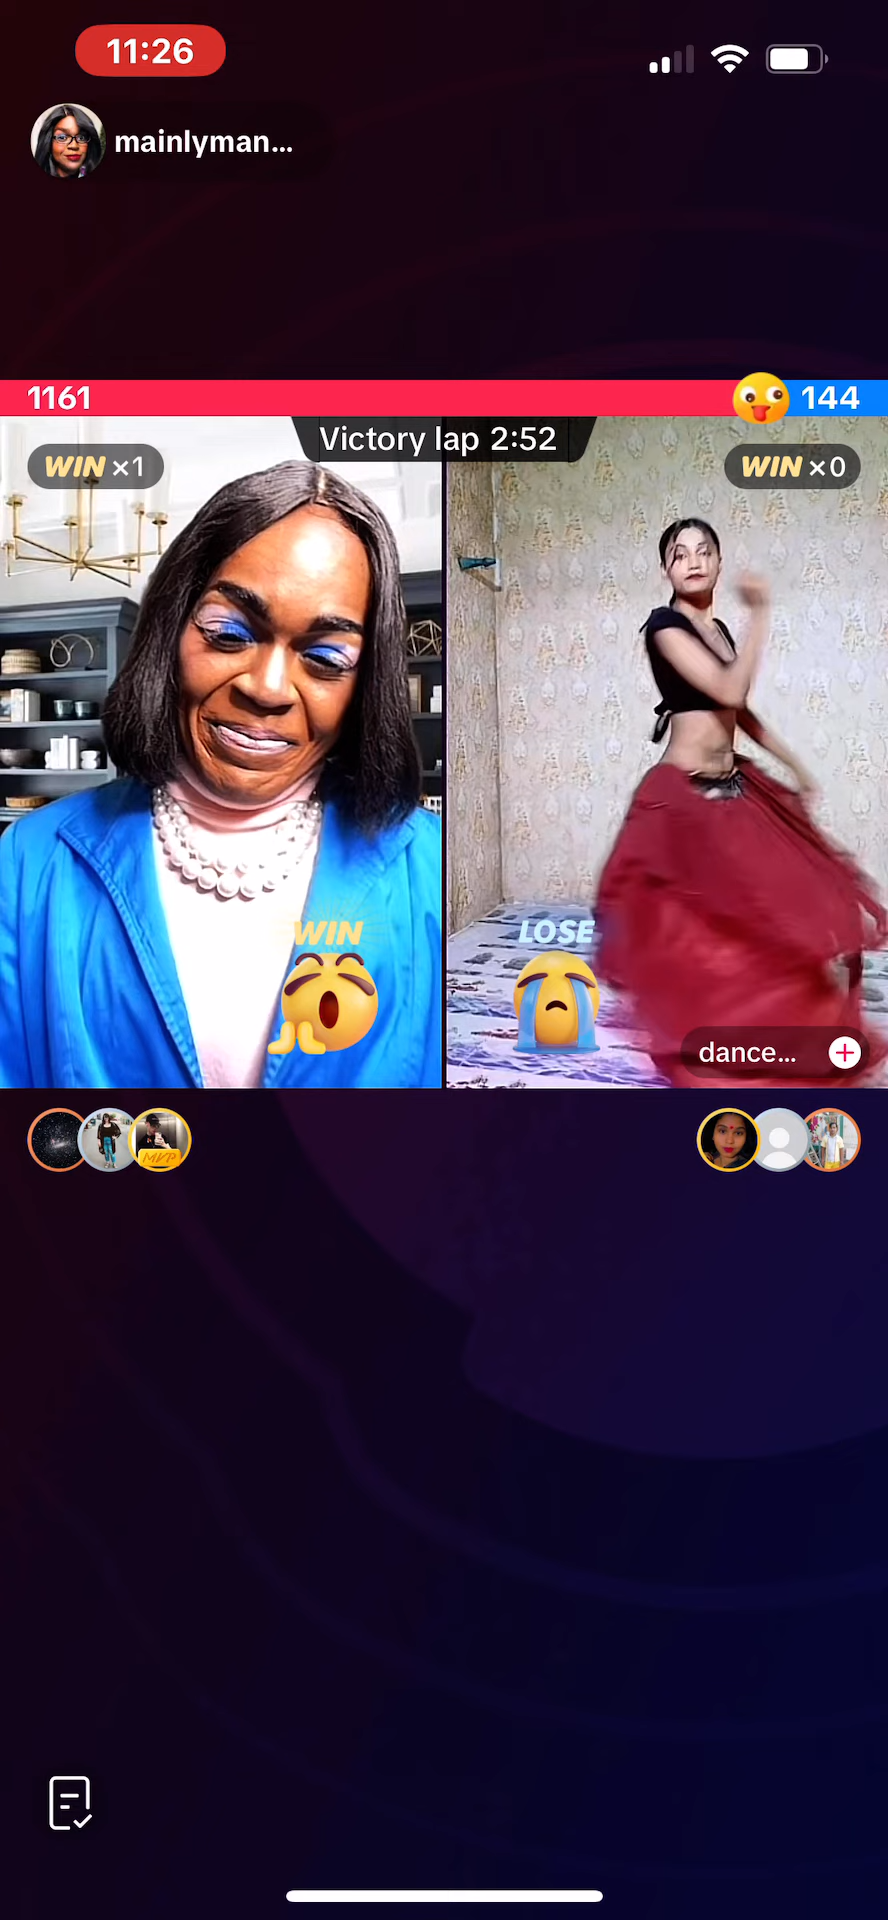 11:26
mainlyman...
1161
144
Victory lap 2:52
WIN ×1
WIN ×0
WIN
LOSE
dance...
MVP